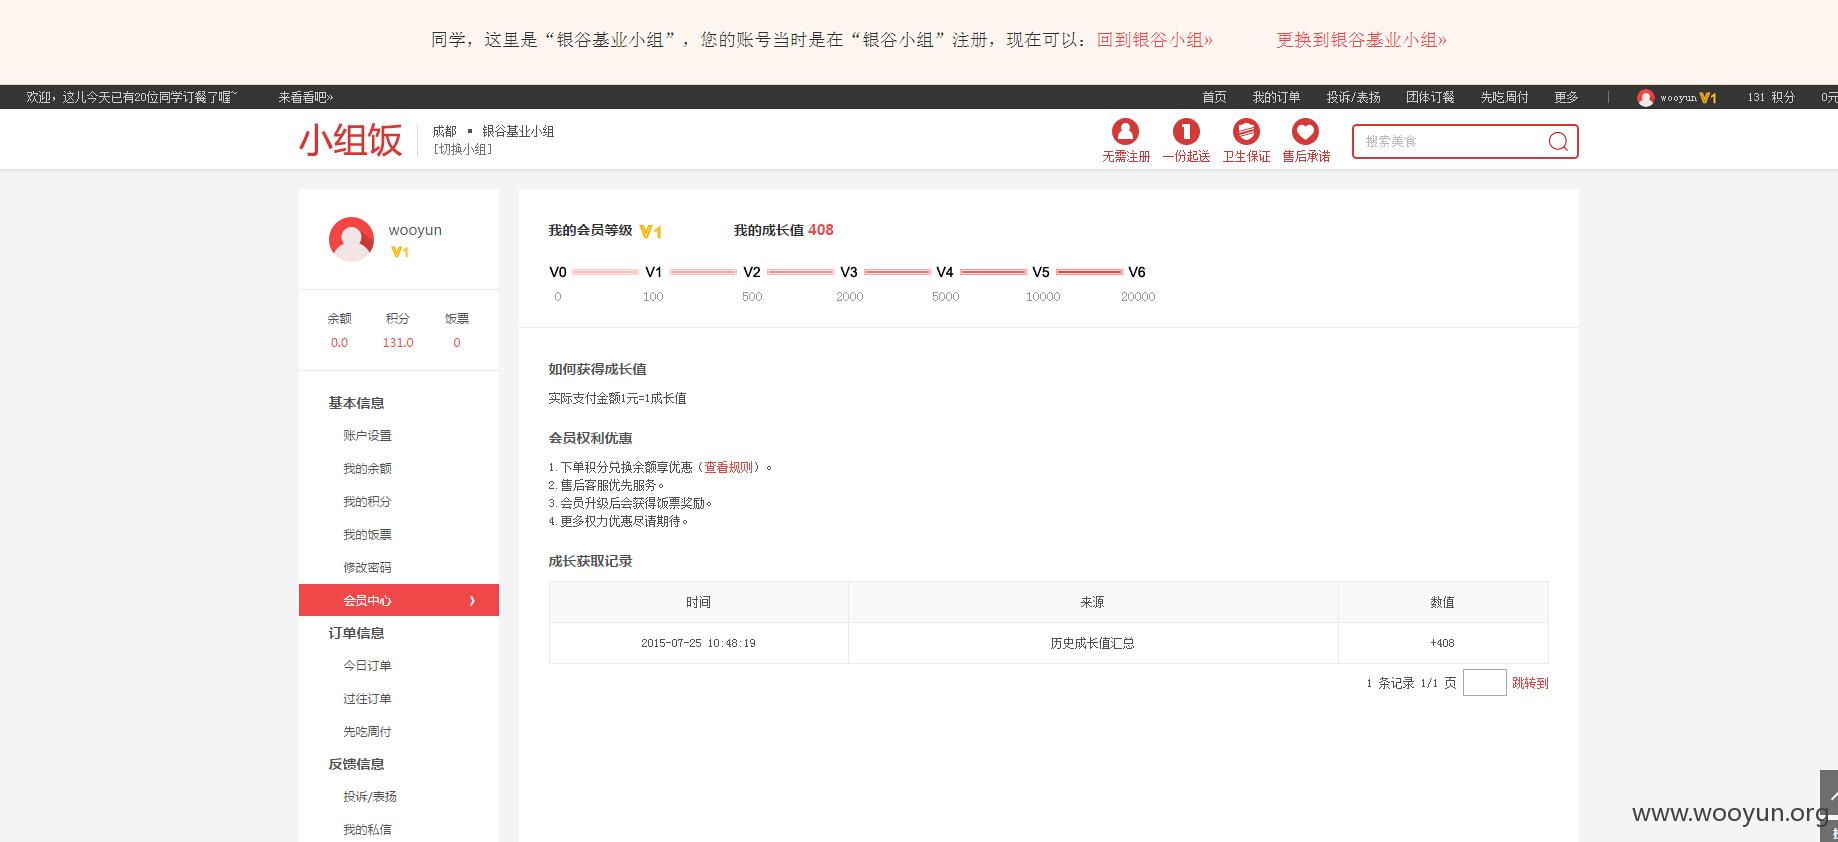 同学，这里是“银谷基业小组”，您的账号当时是在“银谷小组”注册，现在可以：回到银谷小组» 更换到银谷基业小组»
欢迎，这儿今天已有20位同学订餐了喔~ 来看看吧» 首页 我的订单 投诉/表扬 团体订餐 先吃周付 更多 | wooyun V1 131 积分 0元
小组饭 成都 ▪ 银谷基业小组
[切换小组]
无需注册 一份起送 卫生保证 售后承诺 搜索美食
wooyun
V1
余额 积分 饭票
0.0 131.0 0
基本信息
账户设置
我的余额
我的积分
我的饭票
修改密码
会员中心 ›
订单信息
今日订单
过往订单
先吃周付
反馈信息
投诉/表扬
我的私信
我的会员等级 V1 我的成长值 408
V0 V1 V2 V3 V4 V5 V6
0 100 500 2000 5000 10000 20000
如何获得成长值
实际支付金额1元=1成长值
会员权利优惠
1.下单积分兑换余额享优惠（查看规则）。
2.售后客服优先服务。
3.会员升级后会获得饭票奖励。
4.更多权力优惠尽请期待。
成长获取记录
时间 来源 数值
2015-07-25 10:48:19 历史成长值汇总 +408
1 条记录 1/1 页 跳转到
www.wooyun.org